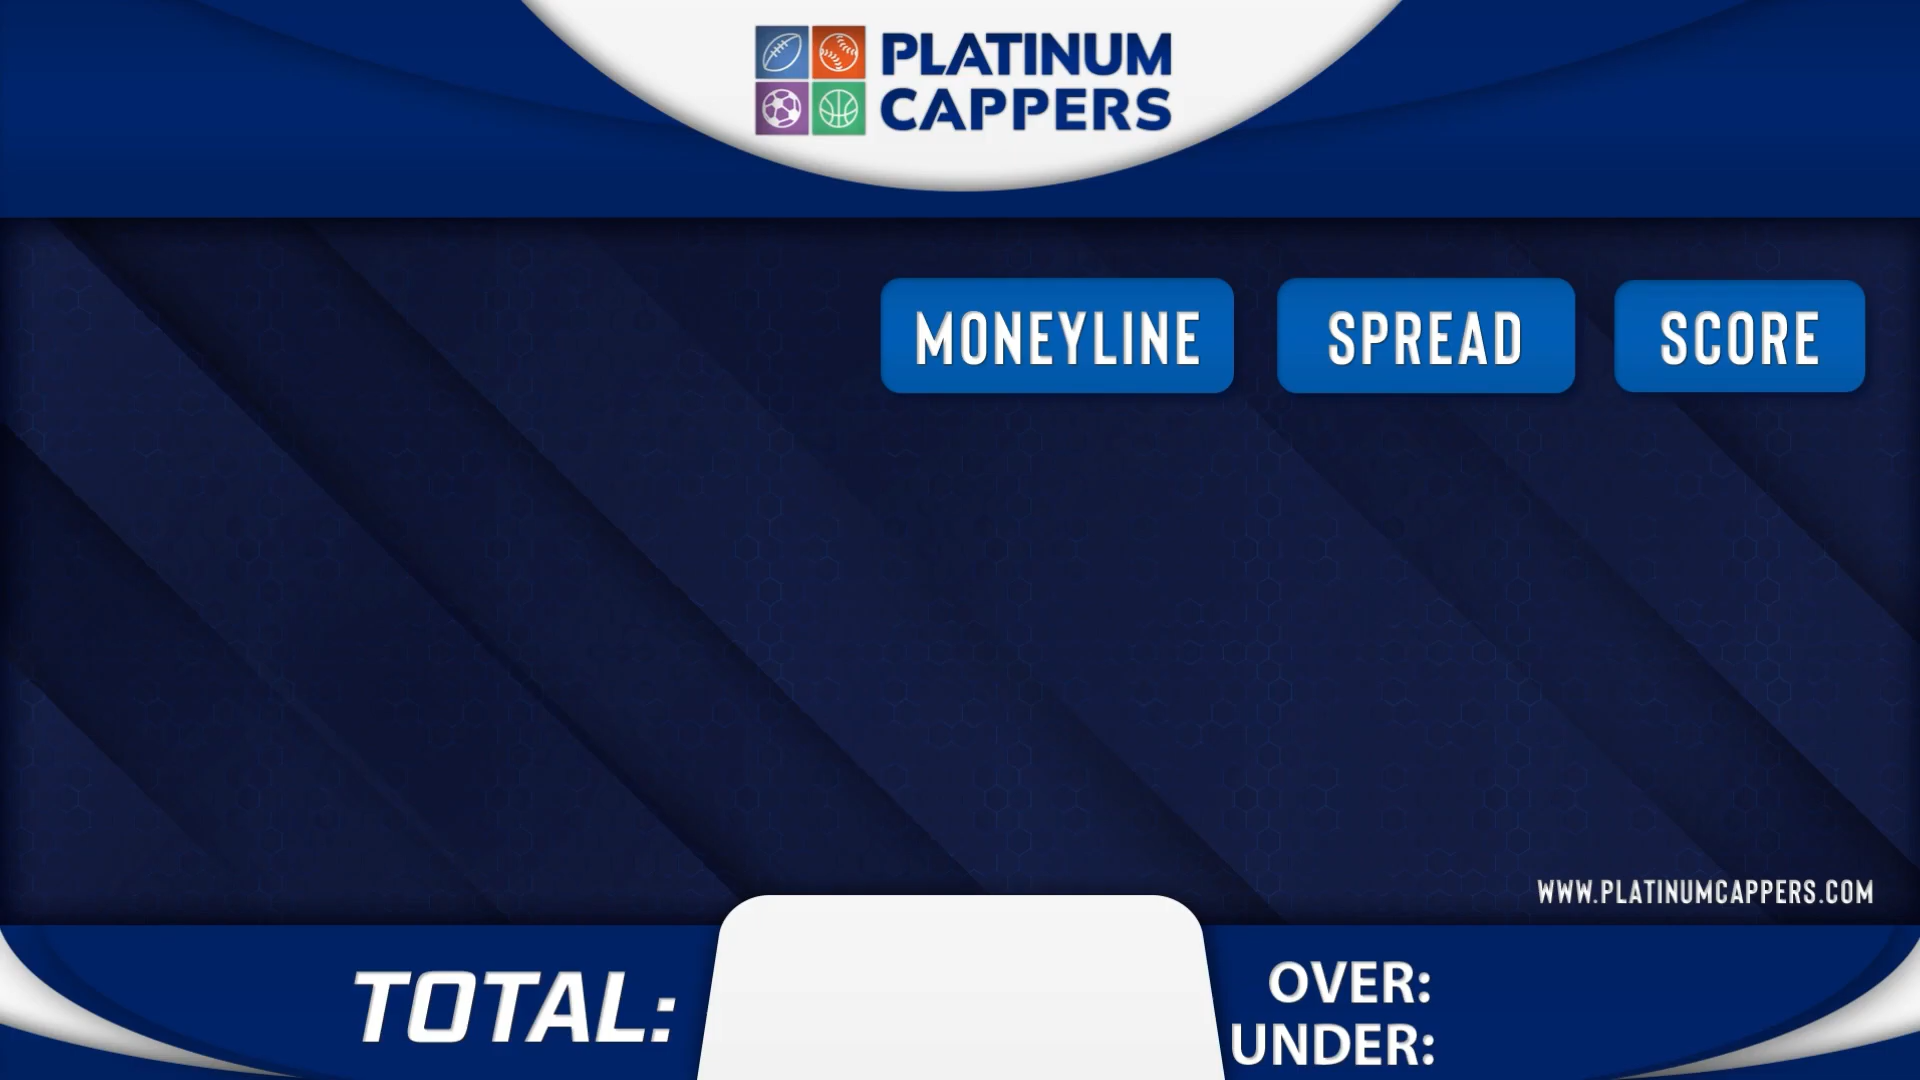 PLATINUM
CAPPERS
MONEYLINE SPREAD SCORE
WWW.PLATINUMCAPPERS.COM
TOTAL:
OVER:
UNDER: